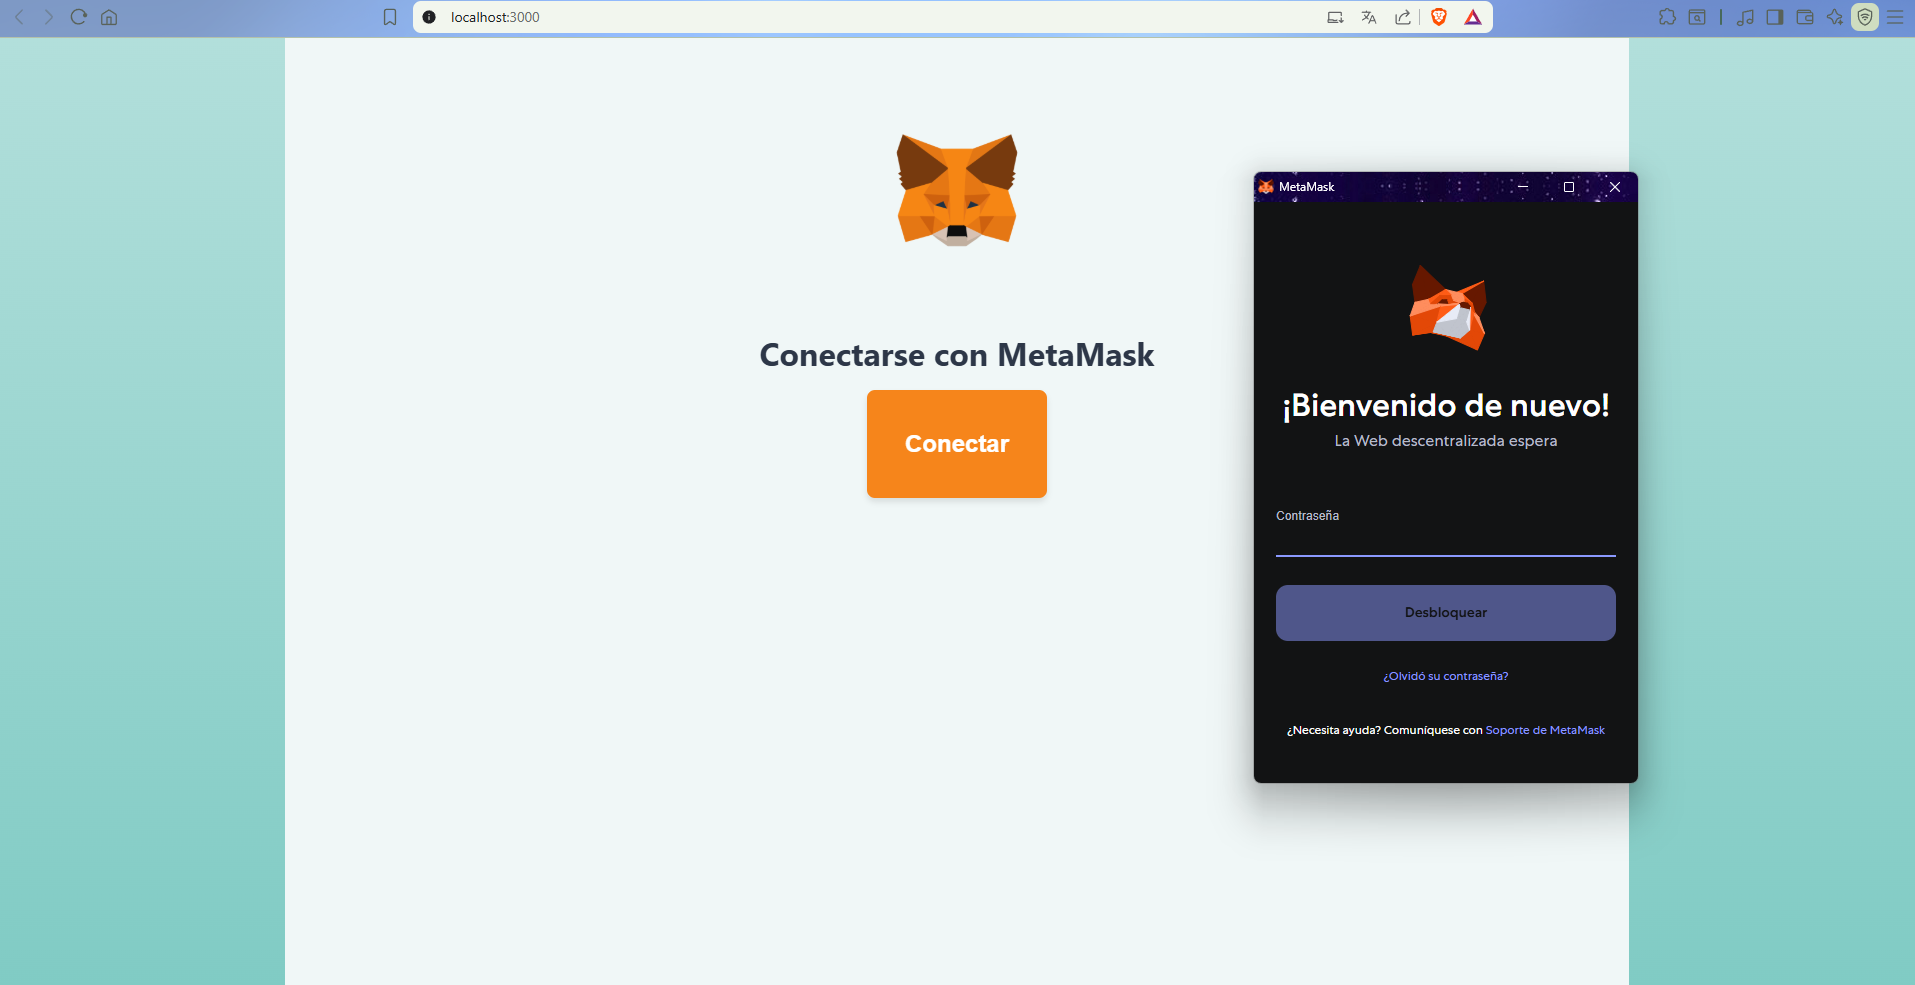 localhost:3000
Conectarse con MetaMask
Conectar
MetaMask
¡Bienvenido de nuevo!
La Web descentralizada espera
Contraseña
Desbloquear
¿Olvidó su contraseña?
¿Necesita ayuda? Comuníquese con Soporte de MetaMask